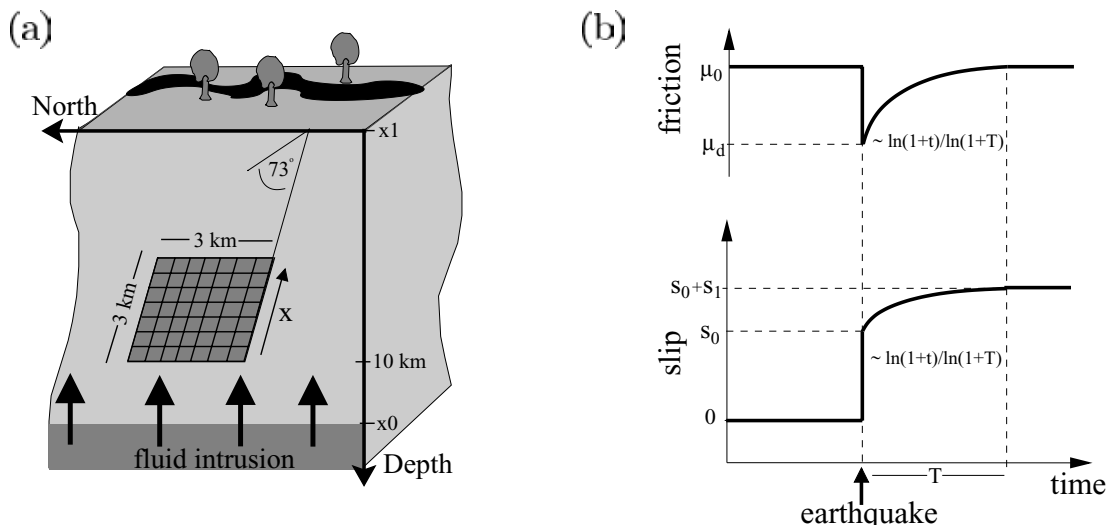 (a)
North
x1
73°
3 km
3 km
x
10 km
x0
fluid intrusion
Depth
(b)
friction
μ0
μd
~ ln(1+t)/ln(1+T)
slip
s0+s1
s0
~ ln(1+t)/ln(1+T)
0
T
time
earthquake